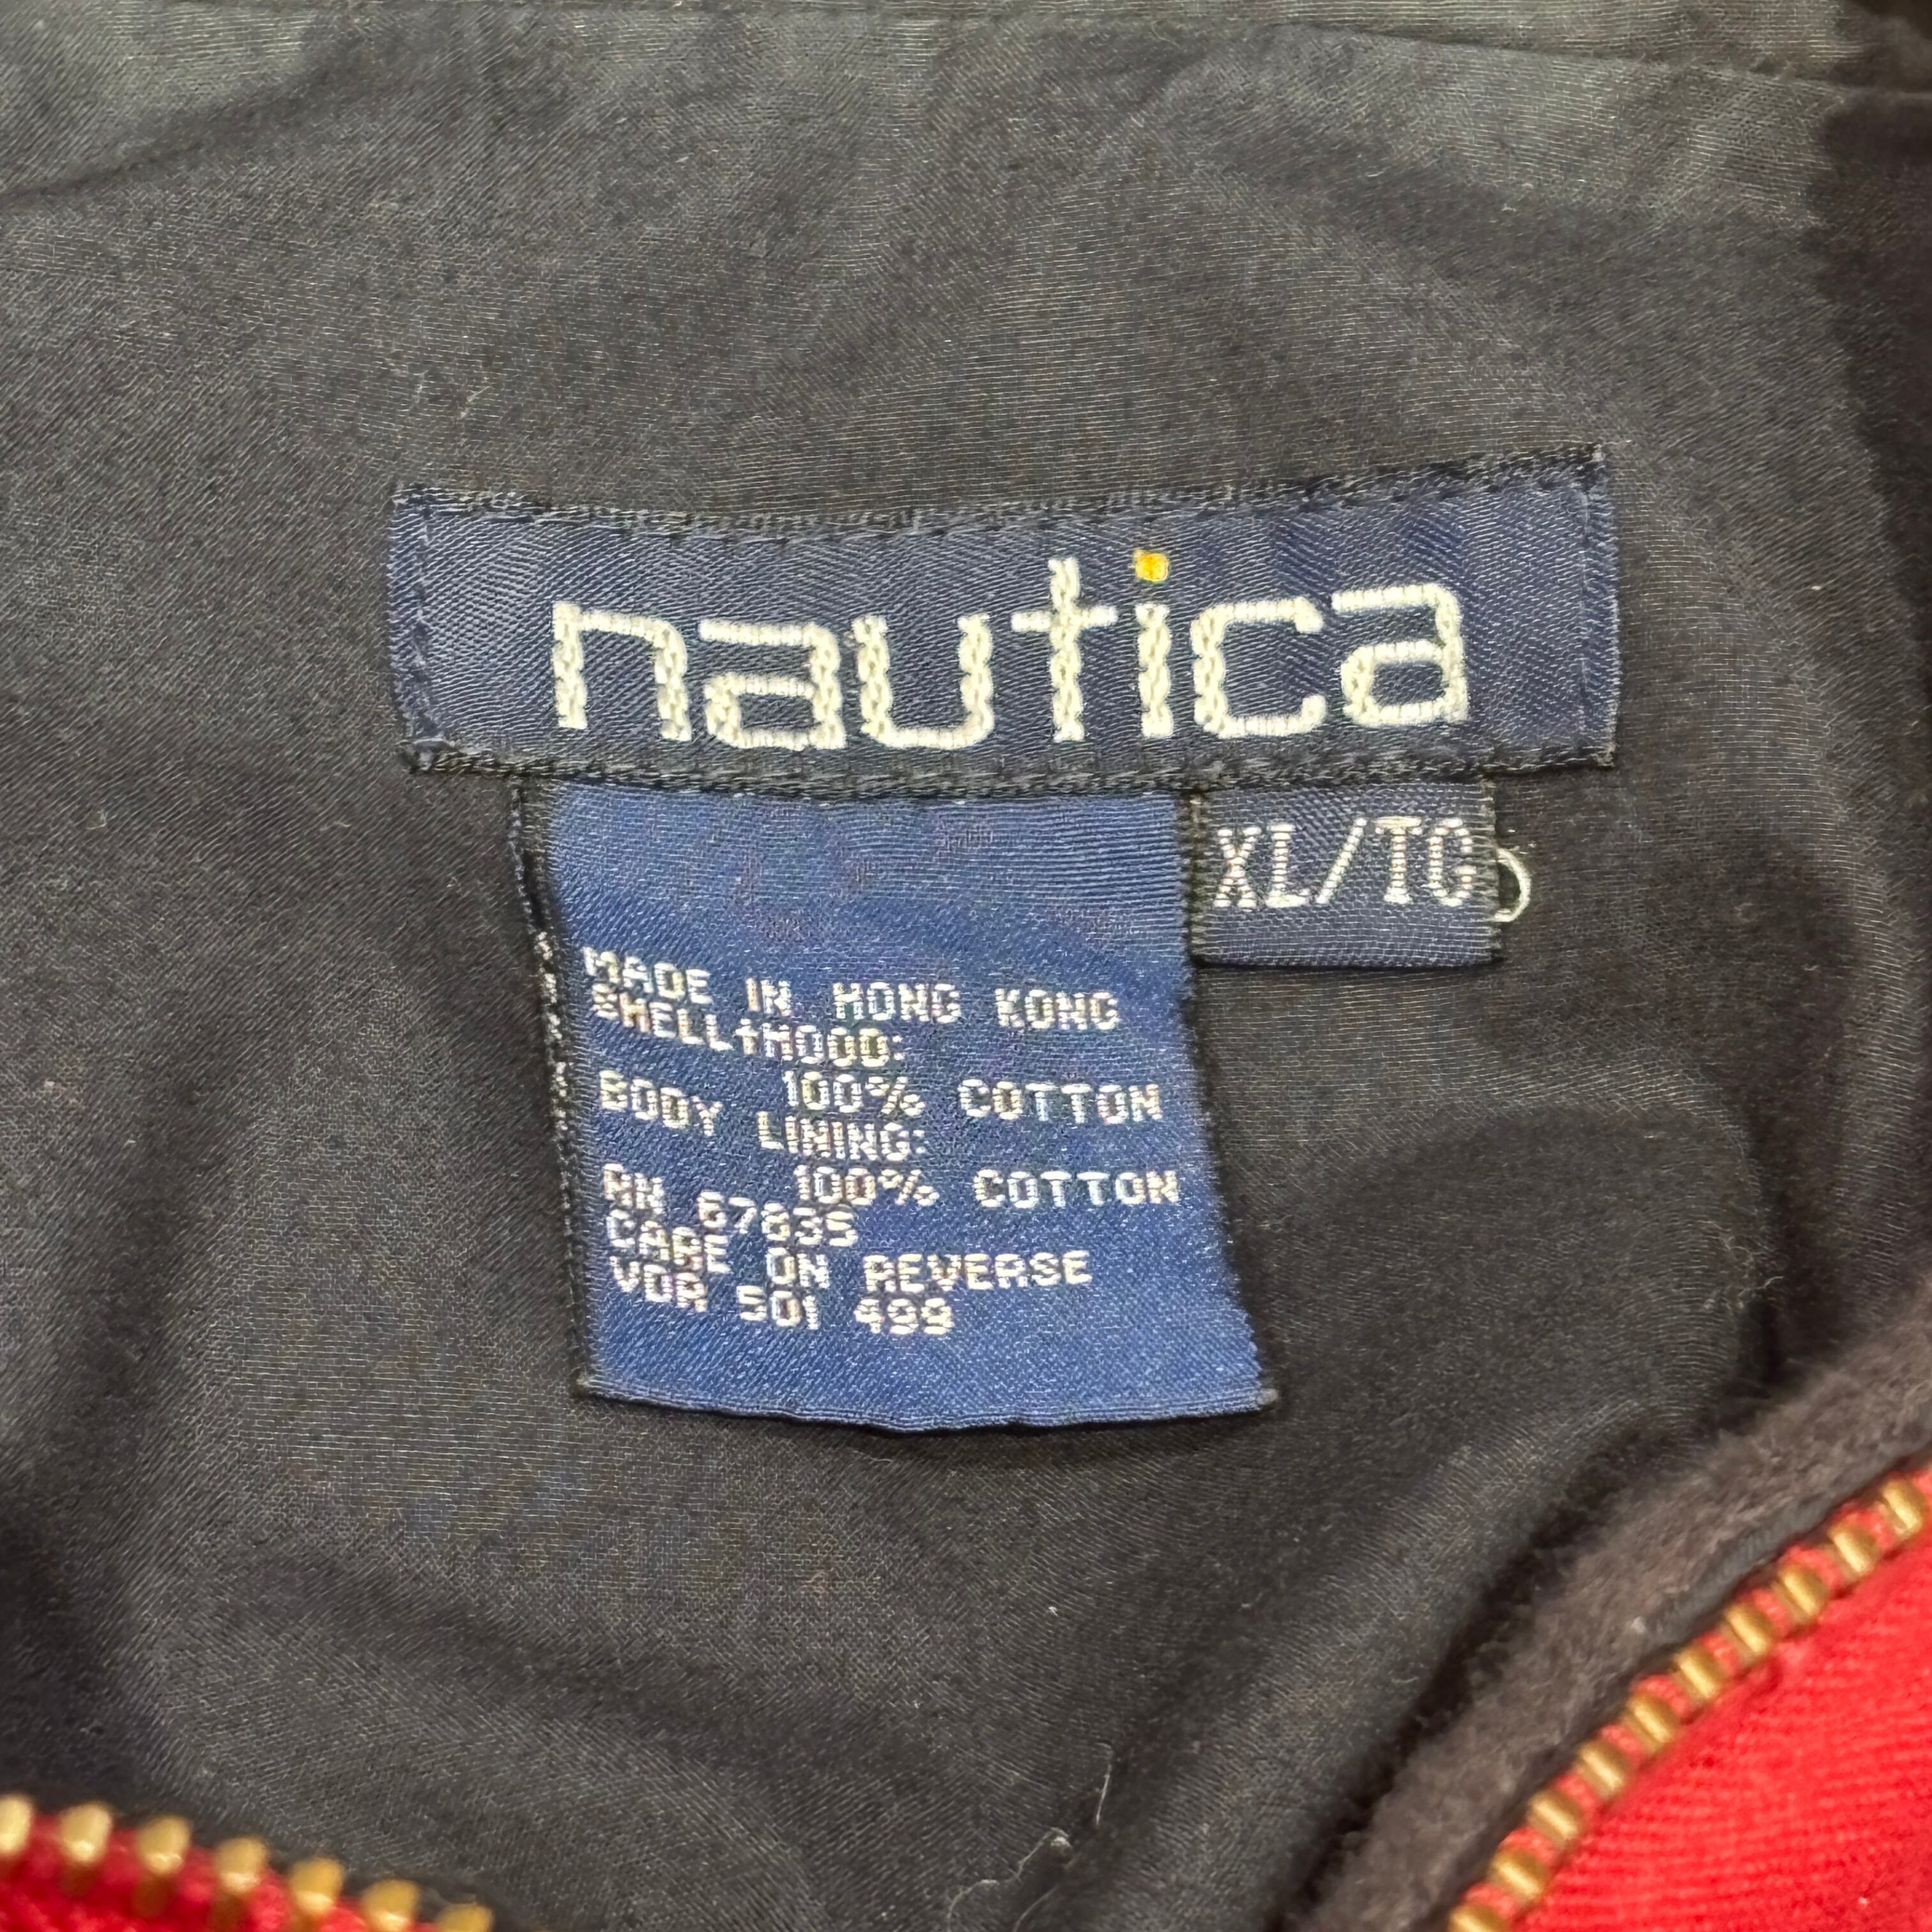 nautica
XL/TG
MADE IN HONG KONG
SHELL+HOOD:
100% COTTON
BODY LINING:
100% COTTON
RN 67835
CARE ON REVERSE
VDR 501 499